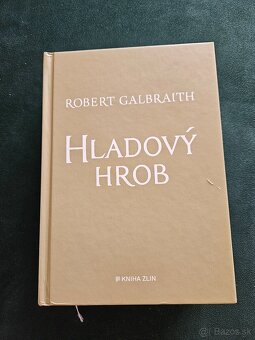 ROBERT GALBRAITH
HLADOVÝ
HROB
KNIHA ZLIN
Bazos.sk